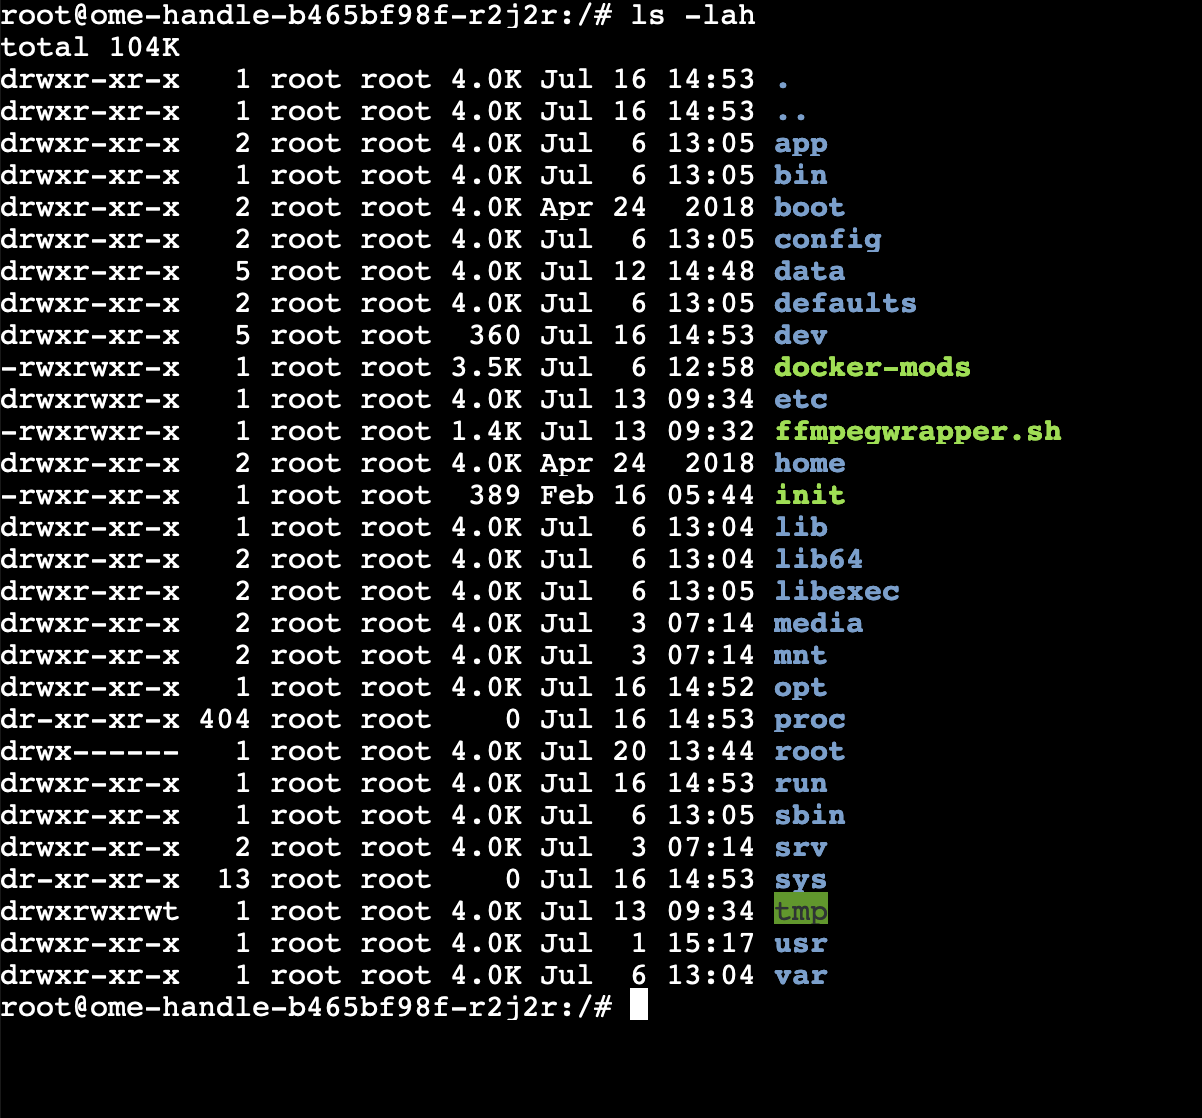 root@ome-handle-b465bf98f-r2j2r:/# ls -lah
total 104K
drwxr-xr-x   1 root root 4.0K Jul 16 14:53 .
drwxr-xr-x   1 root root 4.0K Jul 16 14:53 ..
drwxr-xr-x   2 root root 4.0K Jul  6 13:05 app
drwxr-xr-x   1 root root 4.0K Jul  6 13:05 bin
drwxr-xr-x   2 root root 4.0K Apr 24  2018 boot
drwxr-xr-x   2 root root 4.0K Jul  6 13:05 config
drwxr-xr-x   5 root root 4.0K Jul 12 14:48 data
drwxr-xr-x   2 root root 4.0K Jul  6 13:05 defaults
drwxr-xr-x   5 root root  360 Jul 16 14:53 dev
-rwxrwxr-x   1 root root 3.5K Jul  6 12:58 docker-mods
drwxrwxr-x   1 root root 4.0K Jul 13 09:34 etc
-rwxrwxr-x   1 root root 1.4K Jul 13 09:32 ffmpegwrapper.sh
drwxr-xr-x   2 root root 4.0K Apr 24  2018 home
-rwxr-xr-x   1 root root  389 Feb 16 05:44 init
drwxr-xr-x   1 root root 4.0K Jul  6 13:04 lib
drwxr-xr-x   2 root root 4.0K Jul  6 13:04 lib64
drwxr-xr-x   2 root root 4.0K Jul  6 13:05 libexec
drwxr-xr-x   2 root root 4.0K Jul  3 07:14 media
drwxr-xr-x   2 root root 4.0K Jul  3 07:14 mnt
drwxr-xr-x   1 root root 4.0K Jul 16 14:52 opt
dr-xr-xr-x 404 root root    0 Jul 16 14:53 proc
drwx------   1 root root 4.0K Jul 20 13:44 root
drwxr-xr-x   1 root root 4.0K Jul 16 14:53 run
drwxr-xr-x   1 root root 4.0K Jul  6 13:05 sbin
drwxr-xr-x   2 root root 4.0K Jul  3 07:14 srv
dr-xr-xr-x  13 root root    0 Jul 16 14:53 sys
drwxrwxrwt   1 root root 4.0K Jul 13 09:34 tmp
drwxr-xr-x   1 root root 4.0K Jul  1 15:17 usr
drwxr-xr-x   1 root root 4.0K Jul  6 13:04 var
root@ome-handle-b465bf98f-r2j2r:/#